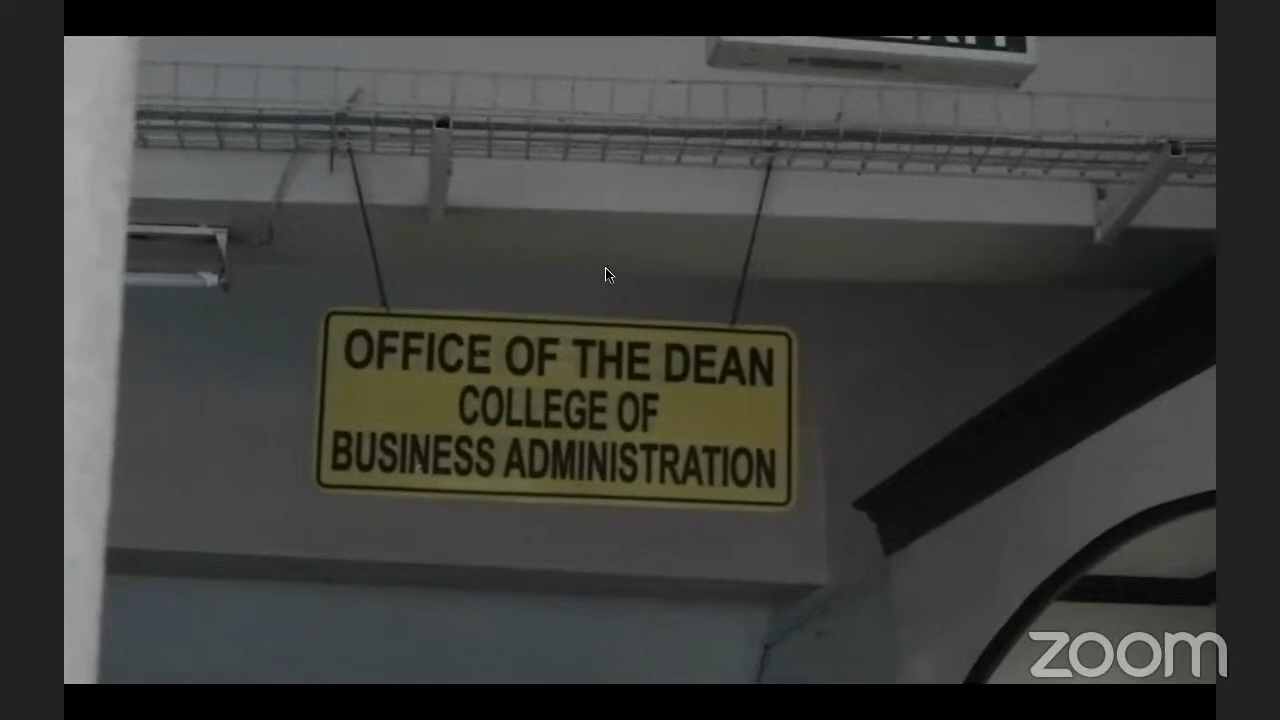 OFFICE OF THE DEAN
COLLEGE OF
BUSINESS ADMINISTRATION
zoom